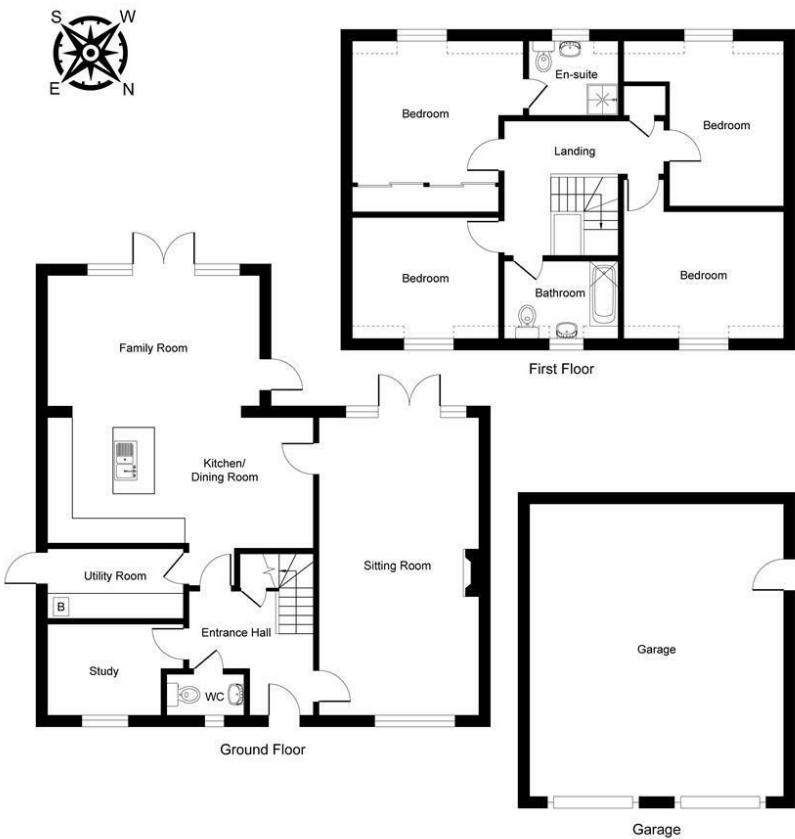 S
W
E
N
En-suite
Bedroom
Bedroom
Landing
Bedroom
Bathroom
Bedroom
First Floor
Family Room
Kitchen/
Dining Room
Utility Room
B
Sitting Room
Entrance Hall
Study
WC
Ground Floor
Garage
Garage